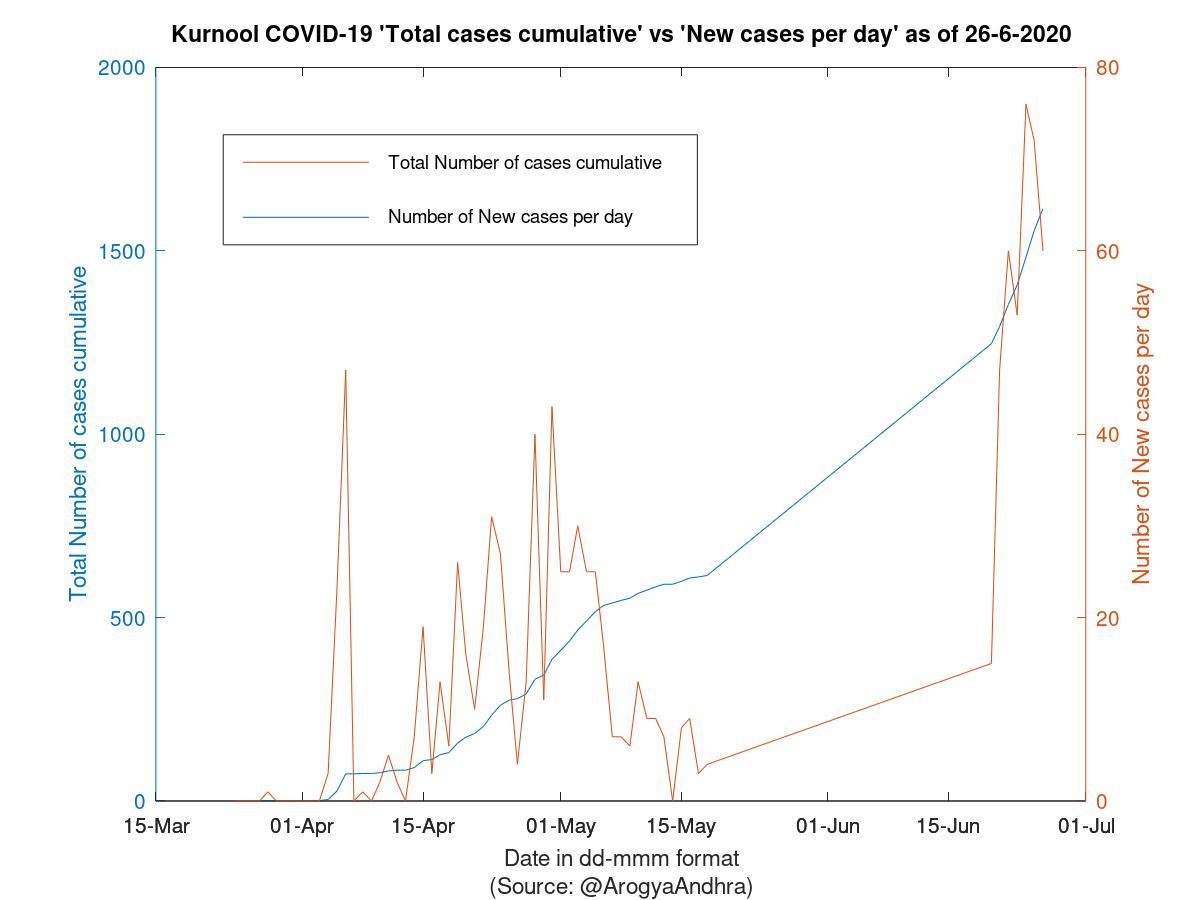 Kurnool COVID-19 'Total cases cumulative' vs 'New cases per day' as of 26-6-2020
2000
80
Total Number of cases cumulative
Number of New cases per day
1500
60
Total Number of cases cumulative
Number of New cases per day
1000
40
500
20
0
0
15-Mar 01-Apr 15-Apr 01-May 15-May 01-Jun 15-Jun 01-Jul
Date in dd-mmm format
(Source: @ArogyaAndhra)